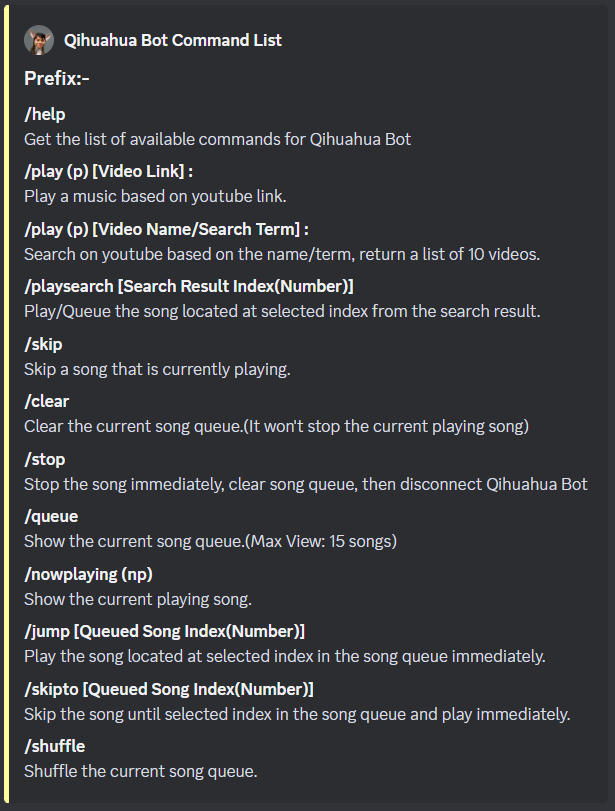 Qihuahua Bot Command List
Prefix:-
/help
Get the list of available commands for Qihuahua Bot
/play (p) [Video Link] :
Play a music based on youtube link.
/play (p) [Video Name/Search Term] :
Search on youtube based on the name/term, return a list of 10 videos.
/playsearch [Search Result Index(Number)]
Play/Queue the song located at selected index from the search result.
/skip
Skip a song that is currently playing.
/clear
Clear the current song queue.(It won't stop the current playing song)
/stop
Stop the song immediately, clear song queue, then disconnect Qihuahua Bot
/queue
Show the current song queue.(Max View: 15 songs)
/nowplaying (np)
Show the current playing song.
/jump [Queued Song Index(Number)]
Play the song located at selected index in the song queue immediately.
/skipto [Queued Song Index(Number)]
Skip the song until selected index in the song queue and play immediately.
/shuffle
Shuffle the current song queue.